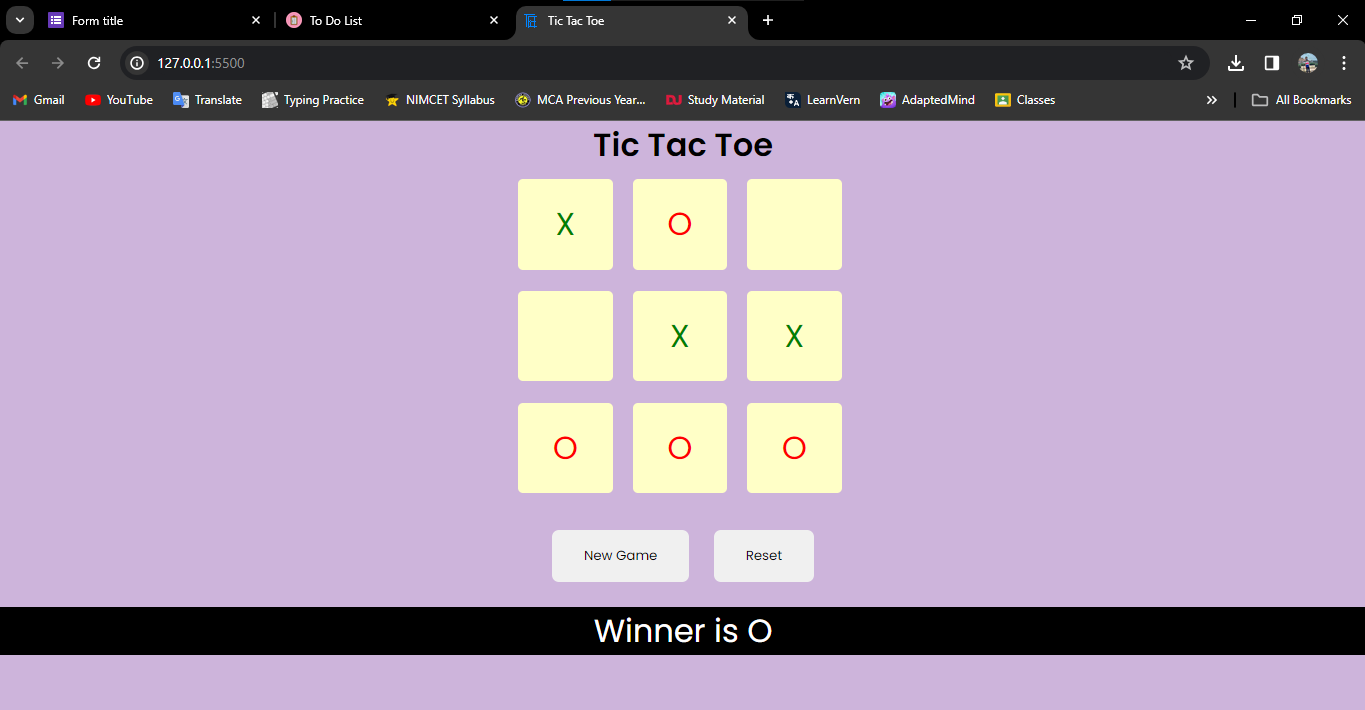 Form title To Do List Tic Tac Toe
127.0.0.1:5500
Gmail YouTube Translate Typing Practice NIMCET Syllabus MCA Previous Year... Study Material LearnVern AdaptedMind Classes All Bookmarks
Tic Tac Toe
X O
X X
O O O
New Game Reset
Winner is O